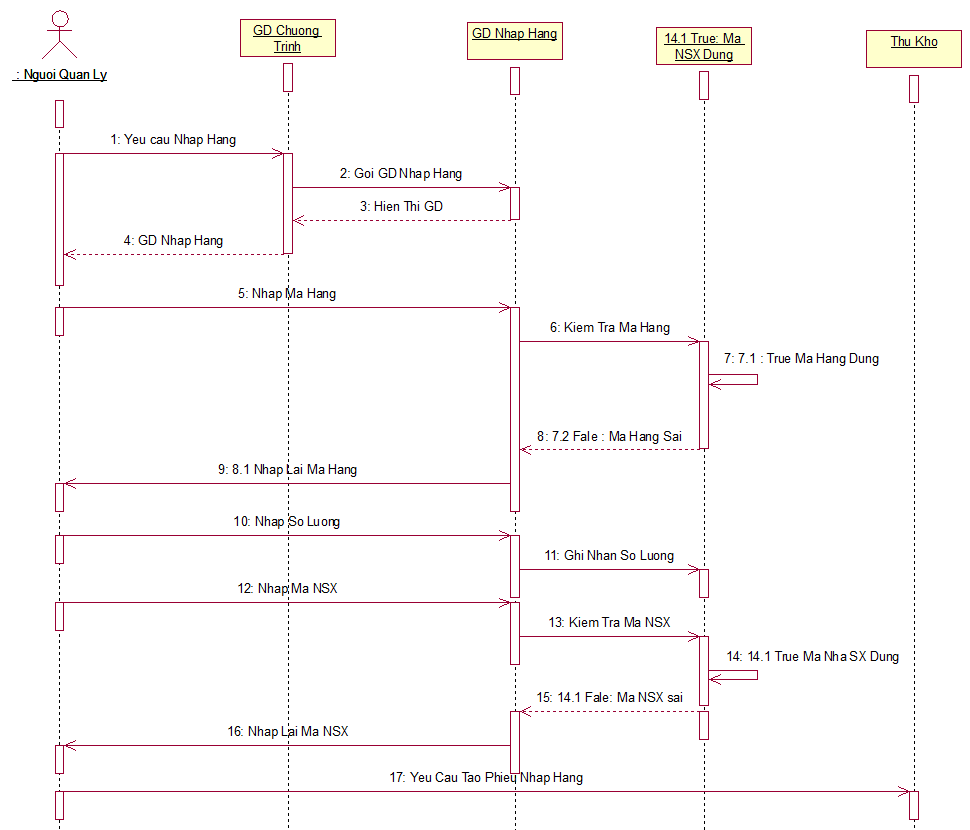 : Nguoi Quan Ly
GD Chuong
Trinh
GD Nhap Hang
14.1 True: Ma
NSX Dung
Thu Kho
1: Yeu cau Nhap Hang
2: Goi GD Nhap Hang
3: Hien Thi GD
4: GD Nhap Hang
5: Nhap Ma Hang
6: Kiem Tra Ma Hang
7: 7.1 : True Ma Hang Dung
8: 7.2 Fale : Ma Hang Sai
9: 8.1 Nhap Lai Ma Hang
10: Nhap So Luong
11: Ghi Nhan So Luong
12: Nhap Ma NSX
13: Kiem Tra Ma NSX
14: 14.1 True Ma Nha SX Dung
15: 14.1 Fale: Ma NSX sai
16: Nhap Lai Ma NSX
17: Yeu Cau Tao Phieu Nhap Hang